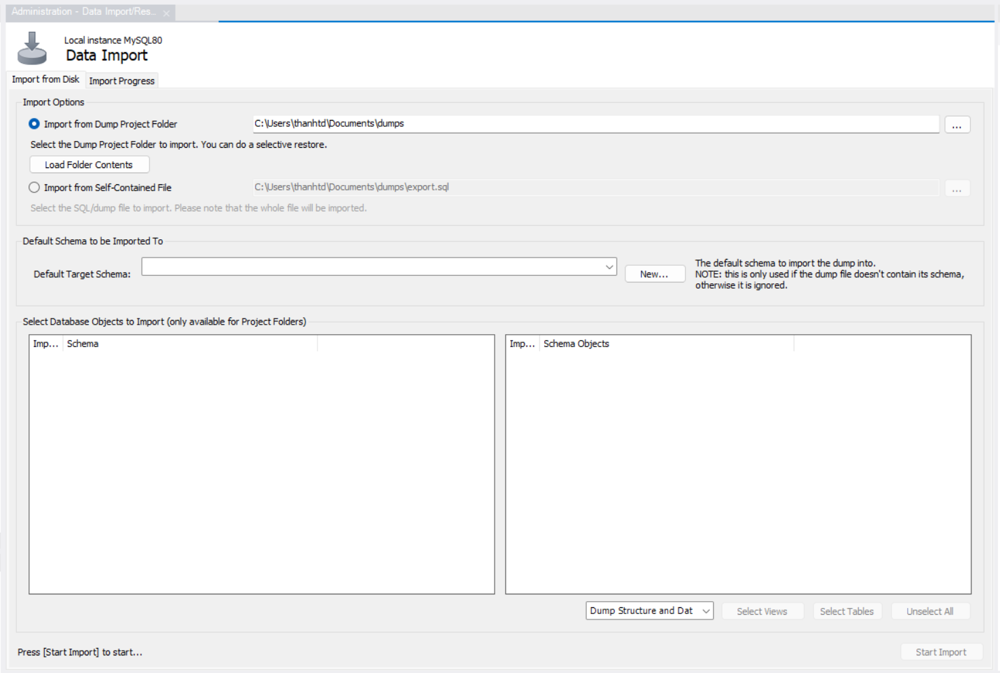 Administration - Data Import/Res...
Local instance MySQL80
Data Import
Import from Disk
Import Progress
Import Options
Import from Dump Project Folder
C:\Users\thanhtd\Documents\dumps
...
Select the Dump Project Folder to import. You can do a selective restore.
Load Folder Contents
Import from Self-Contained File
C:\Users\thanhtd\Documents\dumps\export.sql
...
Select the SQL/dump file to import. Please note that the whole file will be imported.
Default Schema to be Imported To
Default Target Schema:
New...
The default schema to import the dump into.
NOTE: this is only used if the dump file doesn't contain its schema,
otherwise it is ignored.
Select Database Objects to Import (only available for Project Folders)
Imp...
Schema
Imp...
Schema Objects
Dump Structure and Dat
Select Views
Select Tables
Unselect All
Press [Start Import] to start...
Start Import